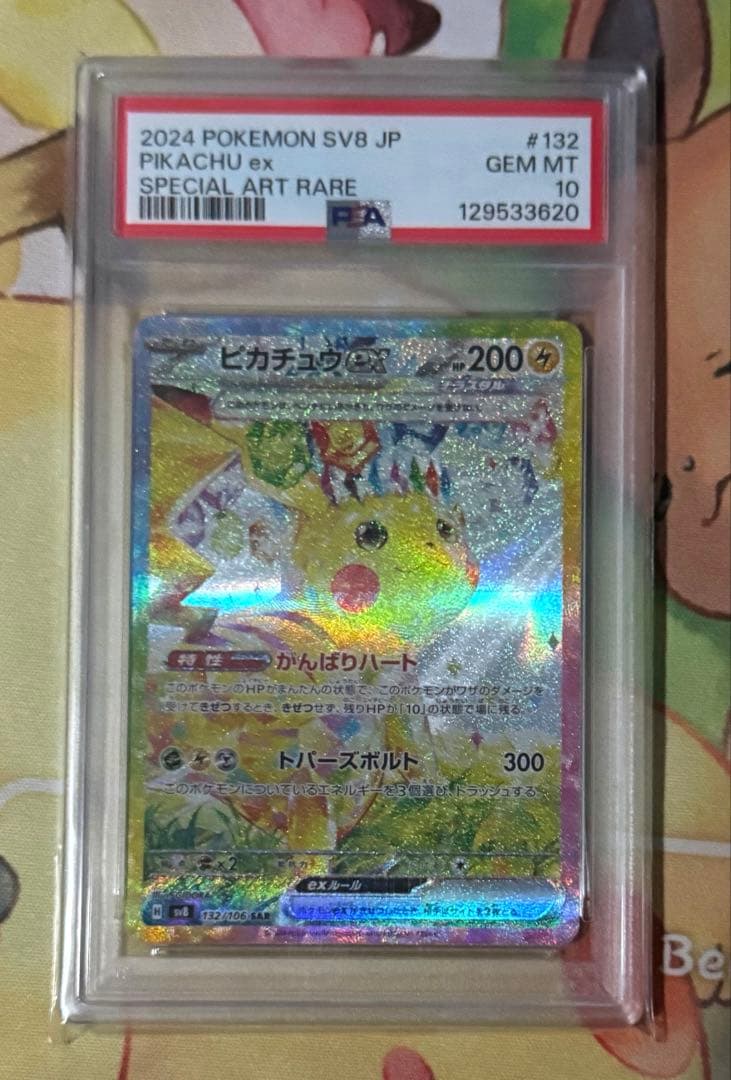 2024 POKEMON SV8 JP #132
PIKACHU ex GEM MT
SPECIAL ART RARE 10
PSA 129533620
ピカチュウex HP200
特性 がんばりハート
このポケモンのHPがまんたんの状態で、このポケモンがワザのダメージを
受けてきぜつするとき、きぜつせず、残りHPが「10」の状態で場に残る。
トパーズボルト 300
このポケモンについているエネルギーを3個選び、トラッシュする。
×2
exルール
H sv8 132/106 SAR
Be